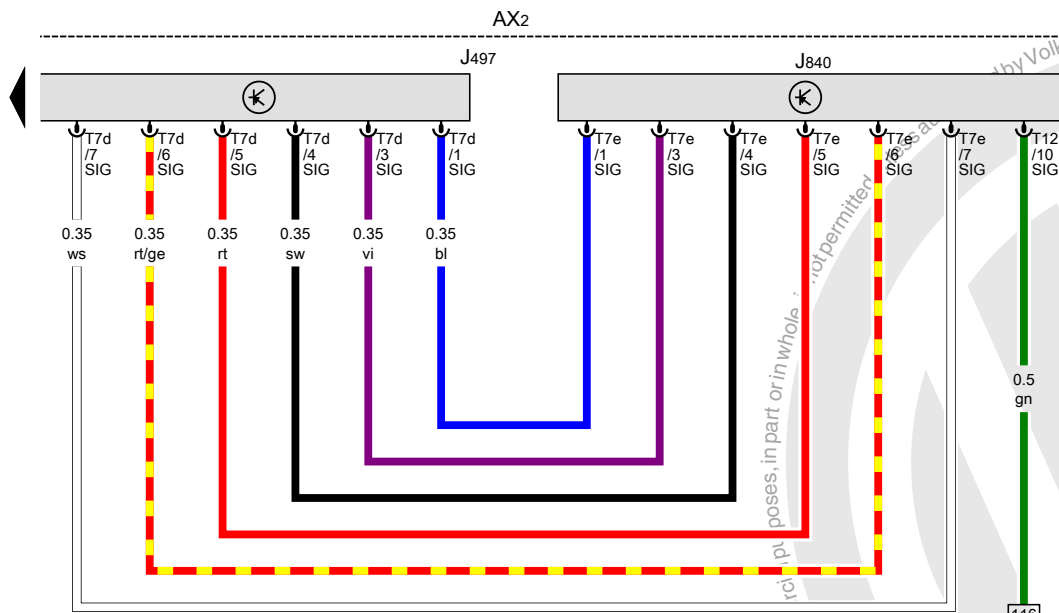 AX2
J497
J840
T7d
/7
SIG
T7d
/6
SIG
T7d
/5
SIG
T7d
/4
SIG
T7d
/3
SIG
T7d
/1
SIG
T7e
/1
SIG
T7e
/3
SIG
T7e
/4
SIG
T7e
/5
SIG
T7e
/6
SIG
T7e
/7
SIG
T12
/10
SIG
0.35
ws
0.35
rt/ge
0.35
rt
0.35
sw
0.35
vi
0.35
bl
0.5
gn
poses, in part or in whole, not permitted by Volk